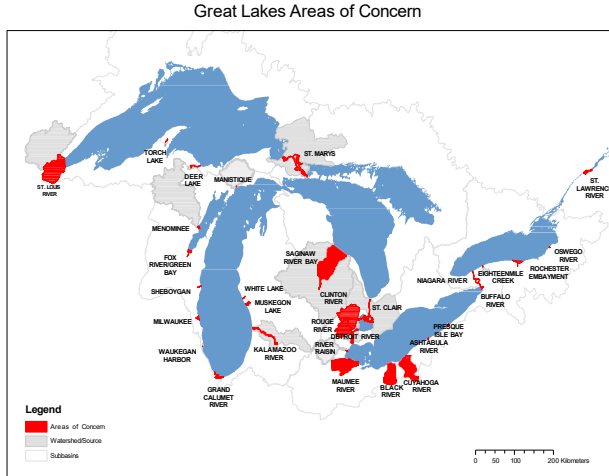 Great Lakes Areas of Concern
ST. LOUIS
RIVER
TORCH
LAKE
DEER
LAKE
MANISTIQUE
ST. MARYS
MENOMINEE
FOX
RIVER/GREEN
BAY
SHEBOYGAN
MILWAUKEE
WAUKEGAN
HARBOR
GRAND
CALUMET
RIVER
WHITE LAKE
MUSKEGON
LAKE
KALAMAZOO
RIVER
SAGINAW
RIVER BAY
CLINTON
RIVER
ROUGE
RIVER
ST. CLAIR
DETROIT RIVER
RIVER
RAISIN
MAUMEE
RIVER
BLACK
RIVER
CUYAHOGA
RIVER
ASHTABULA
RIVER
PRESQUE
ISLE BAY
BUFFALO
RIVER
NIAGARA RIVER
EIGHTEENMILE
CREEK
ROCHESTER
EMBAYMENT
OSWEGO
RIVER
ST.
LAWRENCE
RIVER
Legend
Areas of Concern
Watershed/Source
Subbasins
0 50 100 200 Kilometers